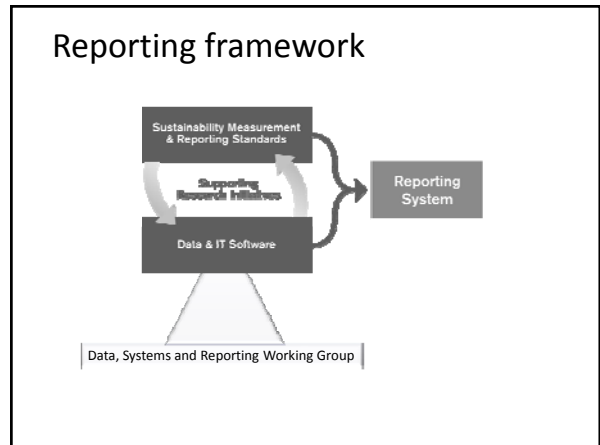 Reporting framework
Sustainability Measurement
& Reporting Standards
Supporting
Research Initiatives
Reporting
System
Data & IT Software
Data, Systems and Reporting Working Group